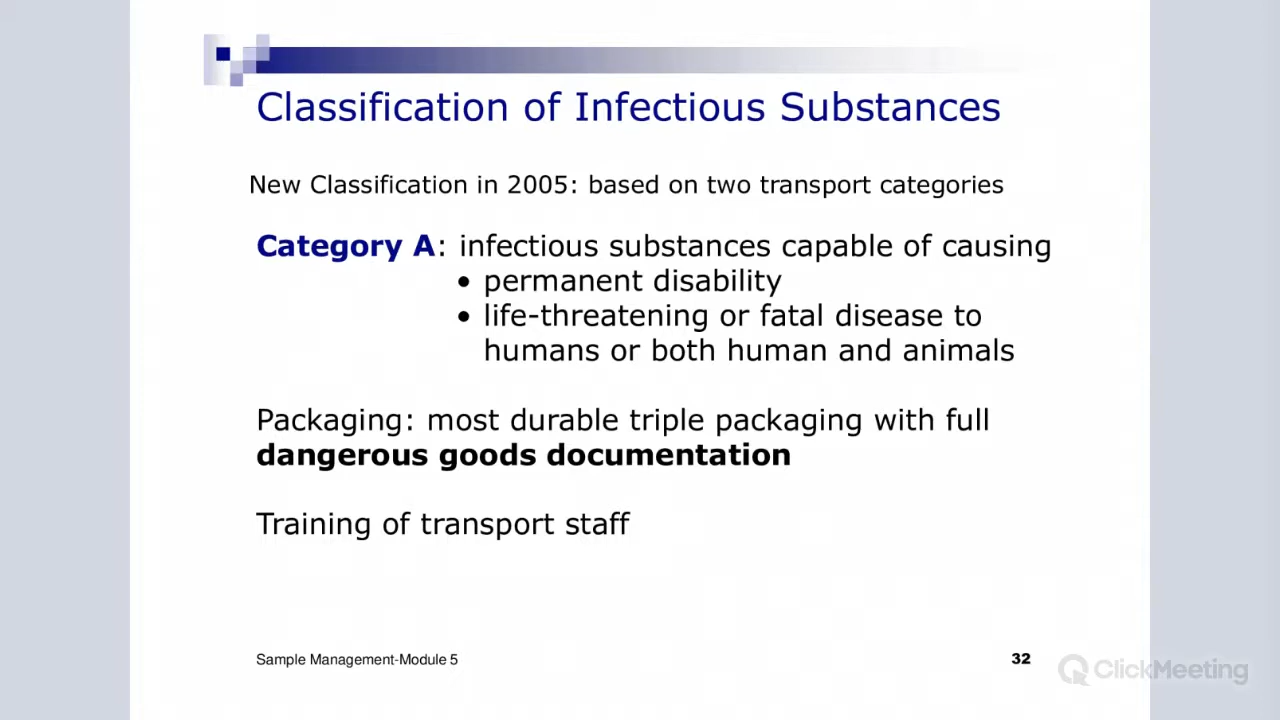 Classification of Infectious Substances
New Classification in 2005: based on two transport categories
Category A: infectious substances capable of causing
• permanent disability
• life-threatening or fatal disease to
humans or both human and animals
Packaging: most durable triple packaging with full
dangerous goods documentation
Training of transport staff
Sample Management-Module 5
32
ClickMeeting